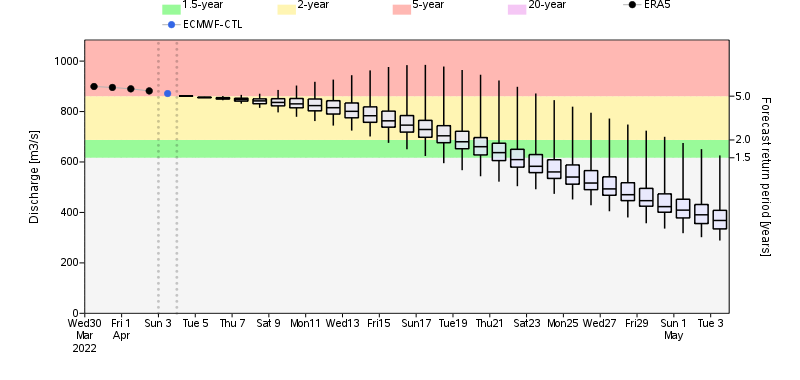 1.5-year 2-year 5-year 20-year ERA5
ECMWF-CTL
1000
800
600
400
200
0
Discharge [m3/s]
5.0
2.0
1.5
Forecast return period [years]
Wed30 Fri 1 Sun 3 Tue 5 Thu 7 Sat 9 Mon11 Wed13 Fri15 Sun17 Tue19 Thu21 Sat23 Mon25 Wed27 Fri29 Sun 1 Tue 3
Mar Apr May
2022